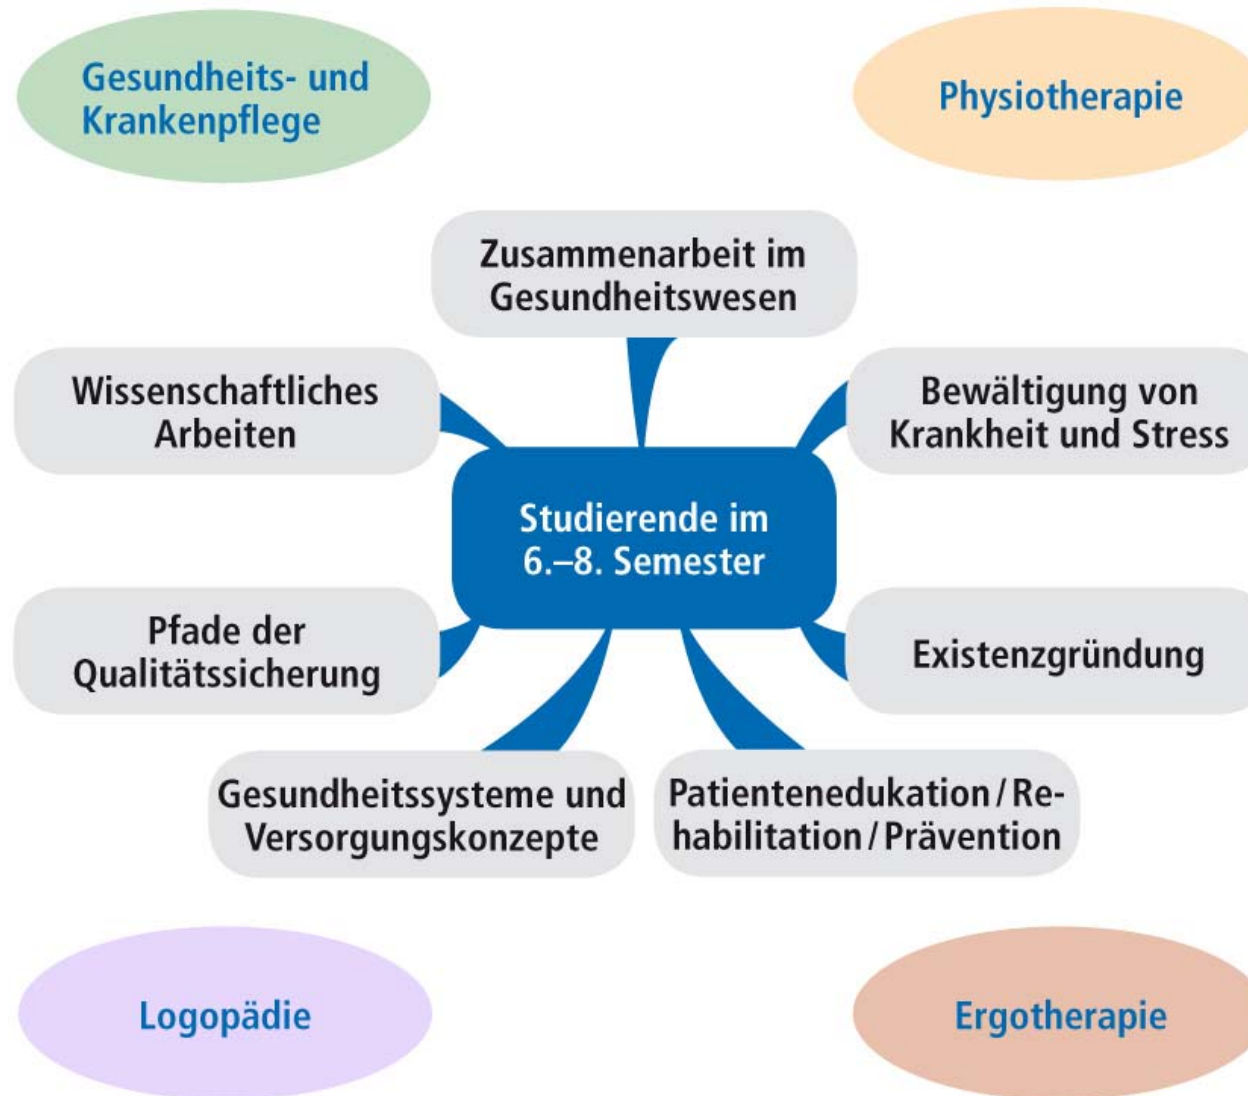 Gesundheits- und
Krankenpflege
Physiotherapie
Zusammenarbeit im
Gesundheitswesen
Wissenschaftliches
Arbeiten
Bewältigung von
Krankheit und Stress
Studierende im
6.–8. Semester
Pfade der
Qualitätssicherung
Existenzgründung
Gesundheitssysteme und
Versorgungskonzepte
Patientenedukation/Re-
habilitation/Prävention
Logopädie
Ergotherapie